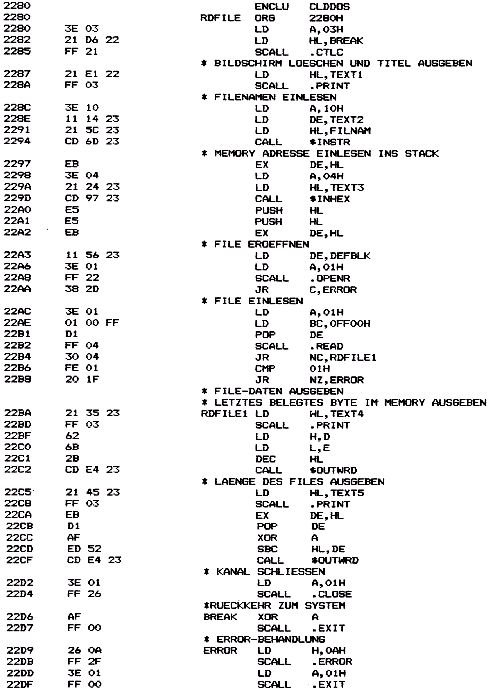 2280 ENCLU CLDDOS
2280 RDFILE ORG 2280H
2280 3E 03 LD A,03H
2282 21 D6 22 LD HL,BREAK
2285 FF 21 SCALL .CTLC
* BILDSCHIRM LOESCHEN UND TITEL AUSGEBEN
2287 21 E1 22 LD HL,TEXT1
228A FF 03 SCALL .PRINT
* FILENAMEN EINLESEN
228C 3E 10 LD A,10H
228E 11 14 23 LD DE,TEXT2
2291 21 5C 23 LD HL,FILNAM
2294 CD 6D 23 CALL *INSTR
* MEMORY ADRESSE EINLESEN INS STACK
2297 EB EX DE,HL
2298 3E 04 LD A,04H
229A 21 24 23 LD HL,TEXT3
229D CD 97 23 CALL *INHEX
22A0 E5 PUSH HL
22A1 E5 PUSH HL
22A2 EB EX DE,HL
* FILE EROEFFNEN
22A3 11 56 23 LD DE,DEFBLK
22A6 3E 01 LD A,01H
22A8 FF 22 SCALL .OPENR
22AA 38 2D JR C,ERROR
* FILE EINLESEN
22AC 3E 01 LD A,01H
22AE 01 00 FF LD BC,0FF00H
22B1 D1 POP DE
22B2 FF 04 SCALL .READ
22B4 30 04 JR NC,RDFILE1
22B6 FE 01 CMP 01H
22B8 20 1F JR NZ,ERROR
* FILE-DATEN AUSGEBEN
* LETZTES BELEGTES BYTE IM MEMORY AUSGEBEN
22BA 21 35 23 RDFILE1 LD HL,TEXT4
22BD FF 03 SCALL .PRINT
22BF 62 LD H,D
22C0 6B LD L,E
22C1 2B DEC HL
22C2 CD E4 23 CALL *OUTWRD
* LAENGE DES FILES AUSGEBEN
22C5 21 45 23 LD HL,TEXT5
22C8 FF 03 SCALL .PRINT
22CA EB EX DE,HL
22CB D1 POP DE
22CC AF XOR A
22CD ED 52 SBC HL,DE
22CF CD E4 23 CALL *OUTWRD
* KANAL SCHLIESSEN
22D2 3E 01 LD A,01H
22D4 FF 26 SCALL .CLOSE
*RUECKKEHR ZUM SYSTEM
22D6 AF BREAK XOR A
22D7 FF 00 SCALL .EXIT
* ERROR-BEHANDLUNG
22D9 26 0A ERROR LD H,0AH
22DB FF 2F SCALL .ERROR
22DD 3E 01 LD A,01H
22DF FF 00 SCALL .EXIT